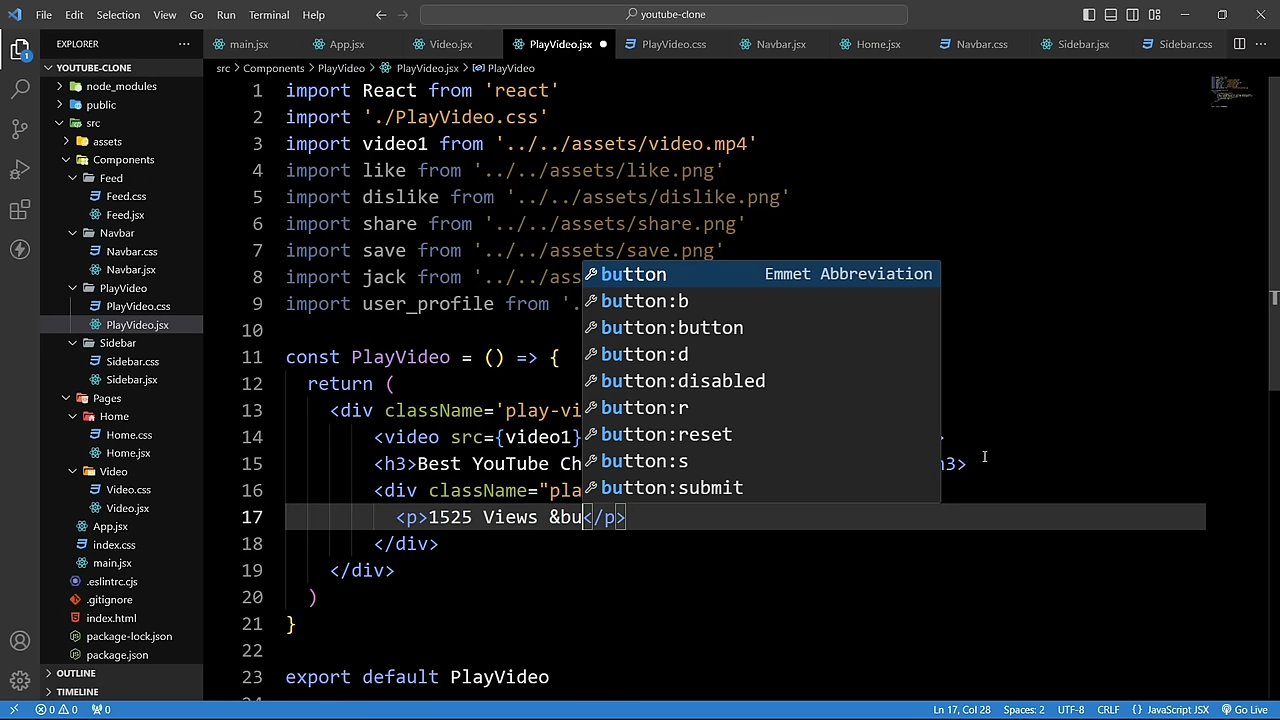 File Edit Selection View Go Run Terminal Help
youtube-clone
EXPLORER
main.jsx App.jsx Video.jsx PlayVideo.jsx PlayVideo.css Navbar.jsx Home.jsx Navbar.css Sidebar.jsx Sidebar.css
YOUTUBE-CLONE
src > Components > PlayVideo > PlayVideo.jsx > PlayVideo
node_modules
public
src
assets
Components
Feed
Feed.css
Feed.jsx
Navbar
Navbar.css
Navbar.jsx
PlayVideo
PlayVideo.css
PlayVideo.jsx
Sidebar
Sidebar.css
Sidebar.jsx
Pages
Home
Home.css
Home.jsx
Video
Video.css
Video.jsx
App.jsx
index.css
main.jsx
.eslintrc.cjs
.gitignore
index.html
package-lock.json
package.json
OUTLINE
TIMELINE
1 import React from 'react'
2 import './PlayVideo.css'
3 import video1 from '../../assets/video.mp4'
4 import like from '../../assets/like.png'
5 import dislike from '../../assets/dislike.png'
6 import share from '../../assets/share.png'
7 import save from '../../assets/save.png'
8 import jack from '../../ass
9 import user_profile from '.
10
11 const PlayVideo = () => {
12 return (
13 <div className='play-vi
14 <video src={video1}
15 <h3>Best YouTube Ch h3>
16 <div className="pla
17 <p>1525 Views &bu</p>
18 </div>
19 </div>
20 )
21 }
22
23 export default PlayVideo
button Emmet Abbreviation
button:b
button:button
button:d
button:disabled
button:r
button:reset
button:s
button:submit
1
0 0 0 Ln 17, Col 28 Spaces: 2 UTF-8 CRLF {} JavaScript JSX Go Live